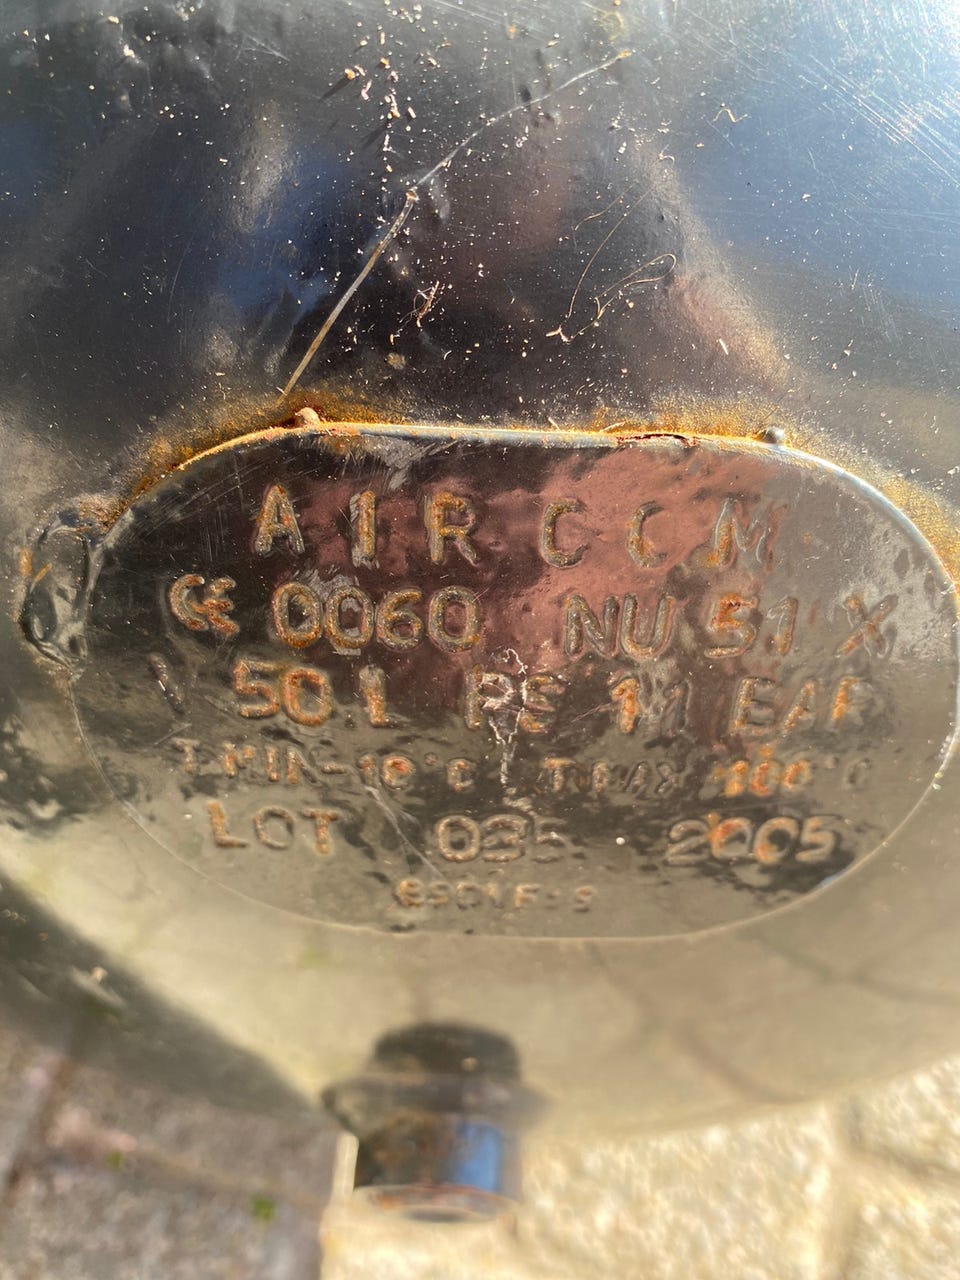 AIRCOM
CE 0060 NU 51 X
V 50 L PS 11 BAR
T MIN -10 °C T MAX 100 °C
LOT 035 2005